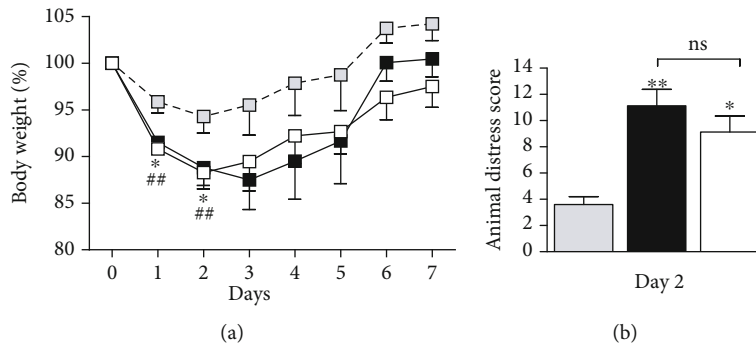 105
100
95
90
85
80
Body weight (%)
*
##
*
##
0 1 2 3 4 5 6 7
Days
(a)
ns
14
12
10
8
6
4
2
0
Animal distress score
**
*
Day 2
(b)